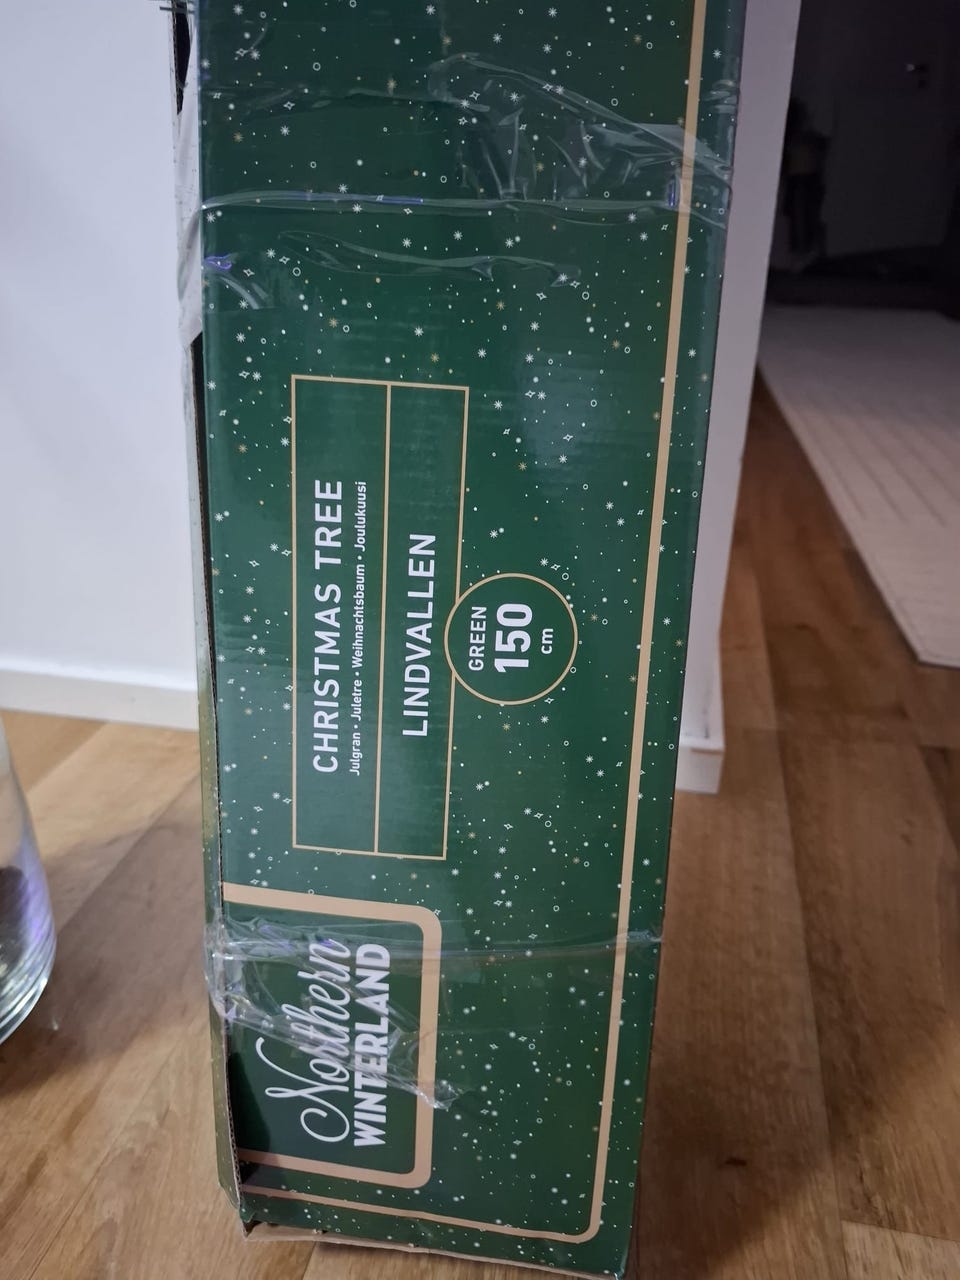 CHRISTMAS TREE
Julgran • Juletre • Weihnachtsbaum • Joulukuusi
LINDVALLEN
GREEN
150
cm
Northern
WINTERLAND